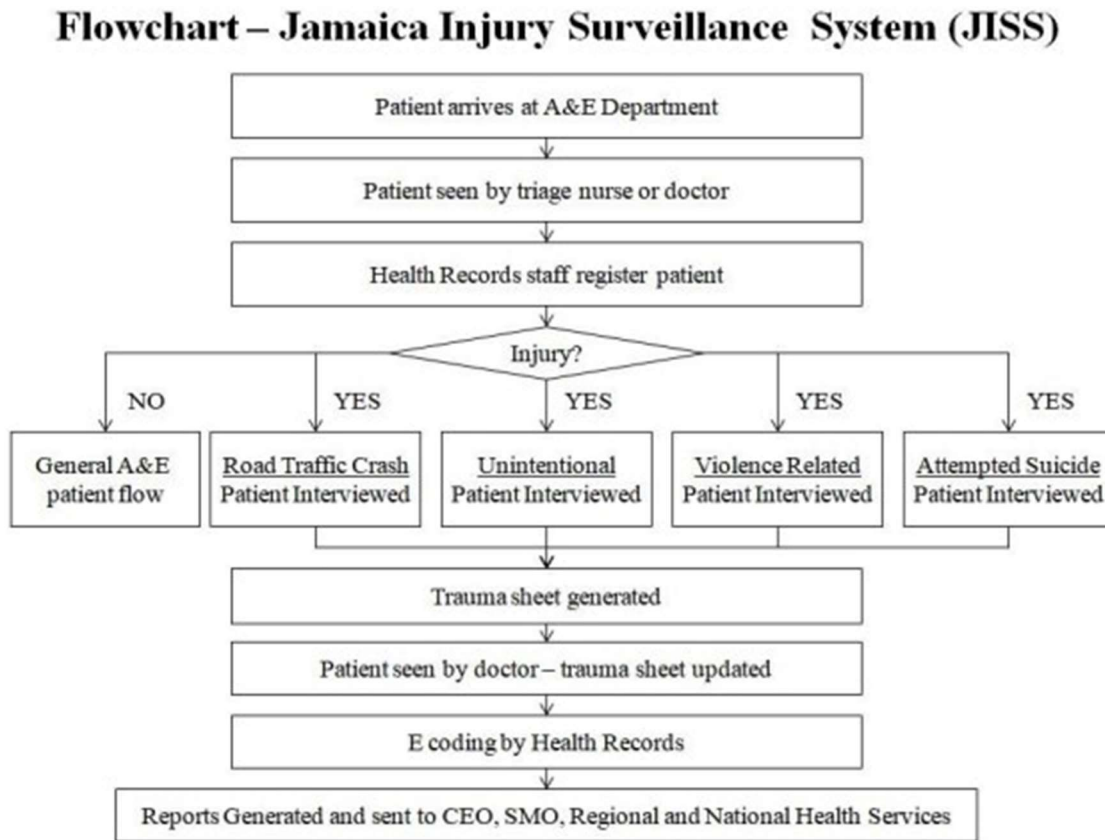 Flowchart – Jamaica Injury Surveillance System (JISS)
Patient arrives at A&E Department
Patient seen by triage nurse or doctor
Health Records staff register patient
Injury?
NO
YES
YES
YES
YES
General A&E
patient flow
Road Traffic Crash
Patient Interviewed
Unintentional
Patient Interviewed
Violence Related
Patient Interviewed
Attempted Suicide
Patient Interviewed
Trauma sheet generated
Patient seen by doctor – trauma sheet updated
E coding by Health Records
Reports Generated and sent to CEO, SMO, Regional and National Health Services